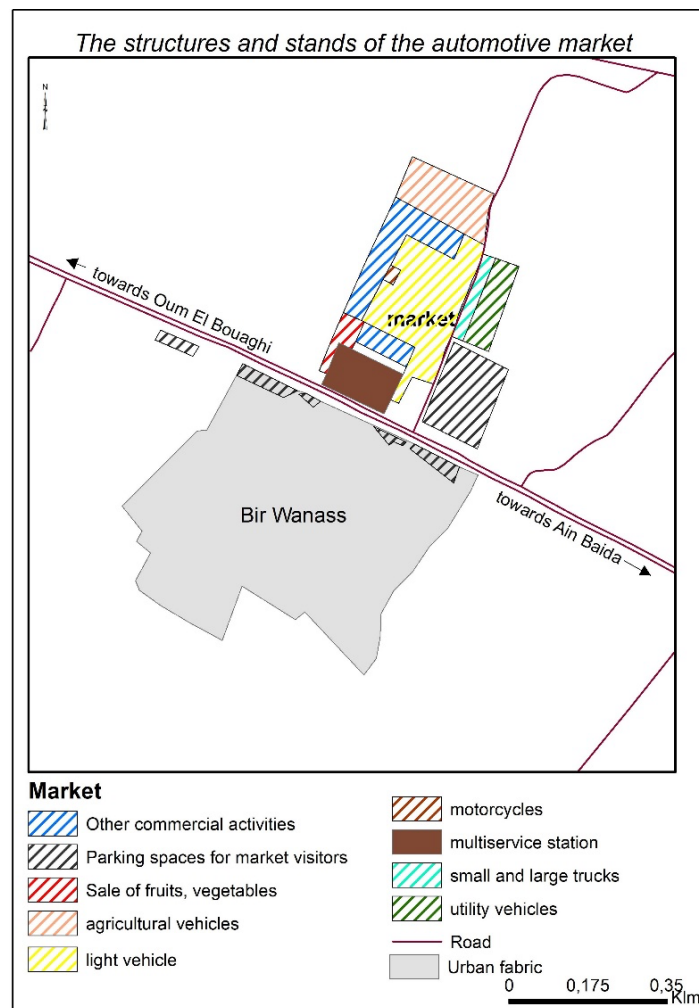 The structures and stands of the automotive market
N
towards Oum El Bouaghi
market
Bir Wanass
towards Ain Baida
Market
Other commercial activities
Parking spaces for market visitors
Sale of fruits, vegetables
agricultural vehicles
light vehicle
motorcycles
multiservice station
small and large trucks
utility vehicles
Road
Urban fabric
0 0,175 0,35
Klm